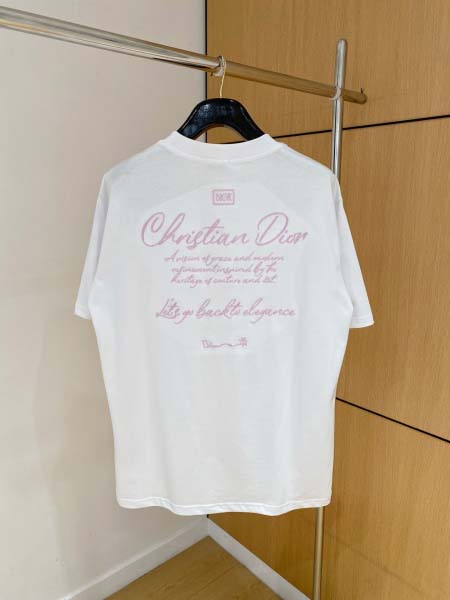 Christian Dior
A vision of grace and modern
refinement inspired by the
heritage of couture and art.
Let's go back to elegance